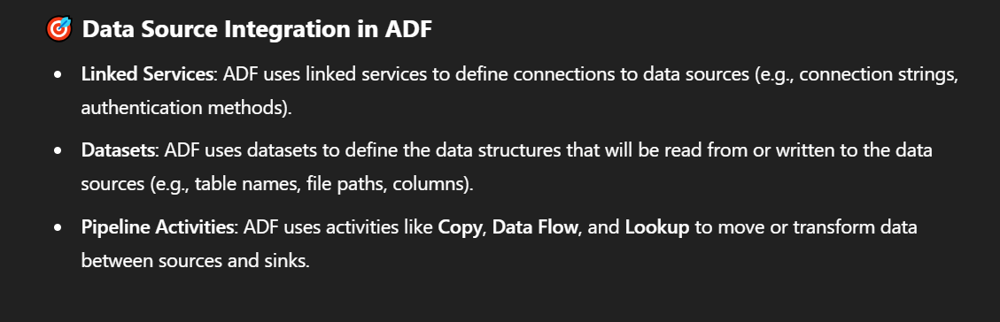 🎯 Data Source Integration in ADF
• Linked Services: ADF uses linked services to define connections to data sources (e.g., connection strings,
authentication methods).
• Datasets: ADF uses datasets to define the data structures that will be read from or written to the data
sources (e.g., table names, file paths, columns).
• Pipeline Activities: ADF uses activities like Copy, Data Flow, and Lookup to move or transform data
between sources and sinks.